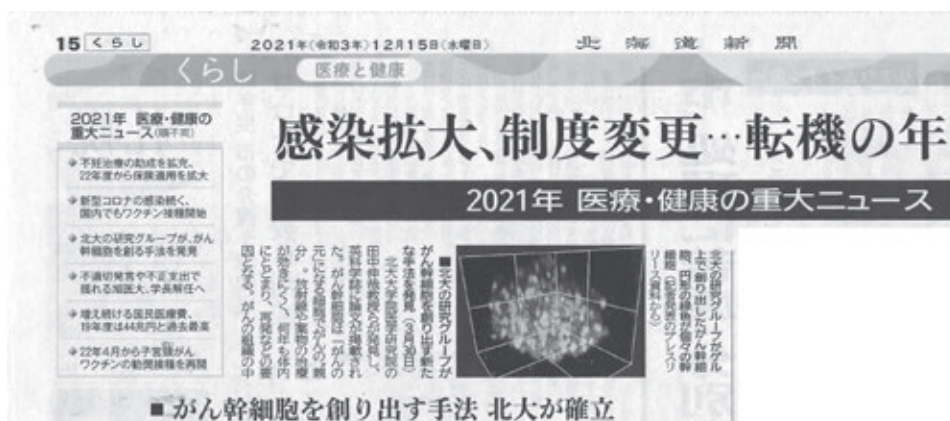 15 くらし
2021年(令和3年)12月15日(水曜日)
北海道新聞
くらし
医療と健康
2021年 医療・健康の
重大ニュース(順不同)
不妊治療の助成を拡充、
22年度から保険適用を拡大
新型コロナの感染続く、
国内でもワクチン接種開始
北大の研究グループが、がん
幹細胞を創る手法を発見
不適切発言や不正支出で
揺れる旭医大、学長解任へ
増え続ける国民医療費、
19年度は44兆円と過去最高
22年4月から子宮頸がん
ワクチンの勧奨接種を再開
感染拡大、制度変更…転機の年
2021年 医療・健康の重大ニュース
北大の研究グループがゲル
上で創り出したがん幹細
胞。円形の緑色が個々の幹
細胞(記者発表のプレスリ
リース資料から)
■北大の研究グループが
がん幹細胞を創り出す新た
な手法を発見(3月30日)
北海道大学院医学研究院の
田中伸哉教授らが発見し、
英科学誌に論文が掲載され
た。がん幹細胞は「がんの
元」になる細胞でがんの「親
分」。放射線や薬物の治療
が効きにくく、何年も体内
にとどまり、再発などの要
因となる。がんの組織の中
■がん幹細胞を創り出す手法 北大が確立